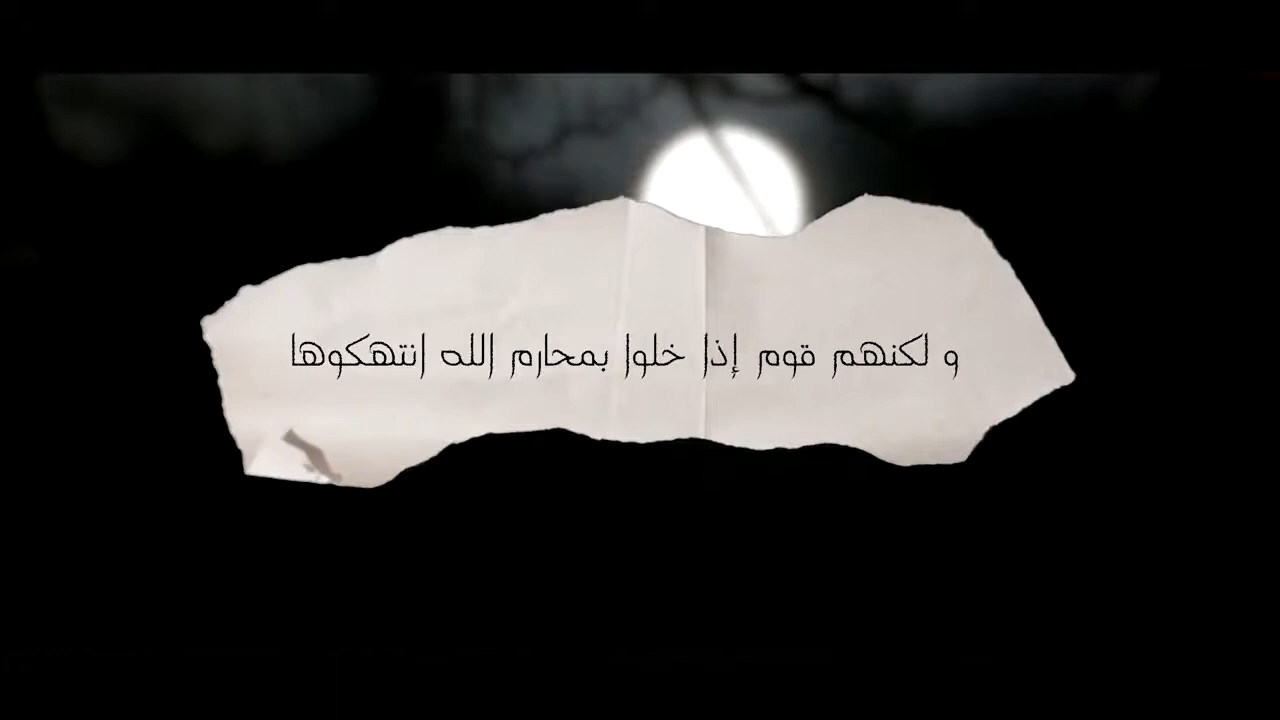 و لكنهم قوم إذا خلوا بمحارم الله انتهكوها